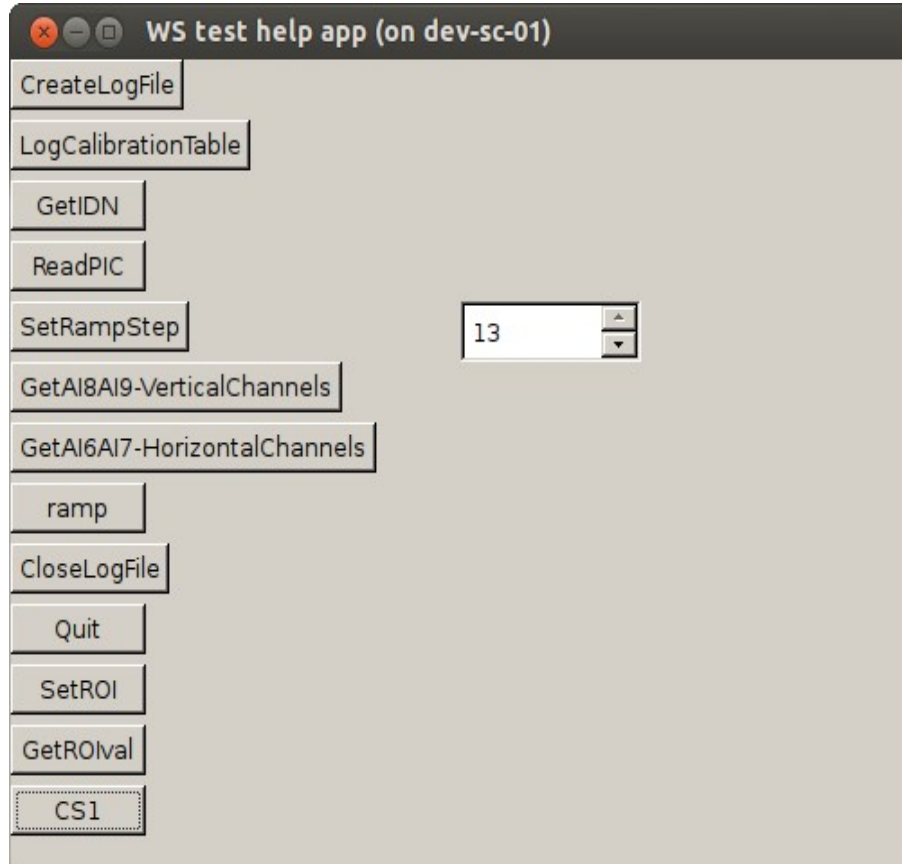 WS test help app (on dev-sc-01)
CreateLogFile
LogCalibrationTable
GetIDN
ReadPIC
SetRampStep 13
GetAI8AI9-VerticalChannels
GetAI6AI7-HorizontalChannels
ramp
CloseLogFile
Quit
SetROI
GetROIval
CS1